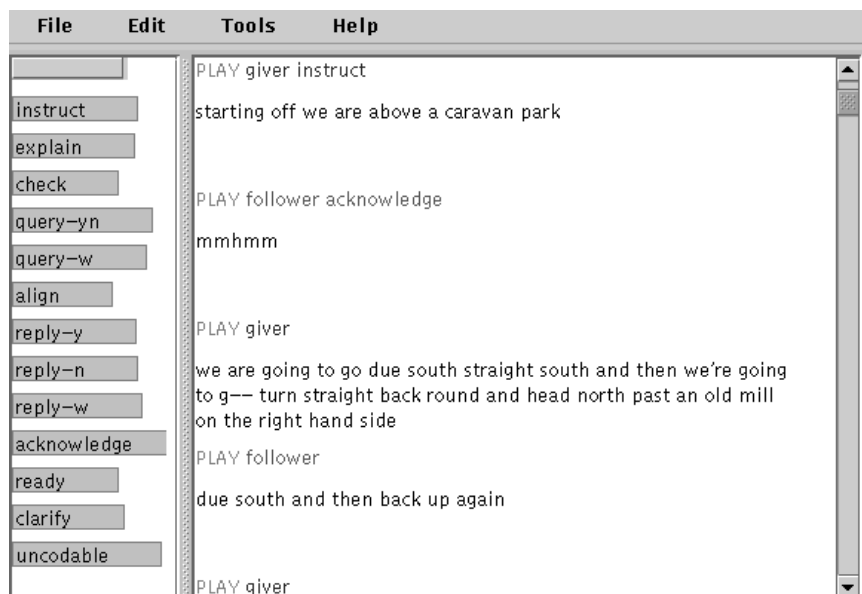 File Edit Tools Help
instruct
explain
check
query-yn
query-w
align
reply-y
reply-n
reply-w
acknowledge
ready
clarify
uncodable
PLAY giver instruct
starting off we are above a caravan park
PLAY follower acknowledge
mmhmm
PLAY giver
we are going to go due south straight south and then we're going
to g-- turn straight back round and head north past an old mill
on the right hand side
PLAY follower
due south and then back up again
PLAY giver